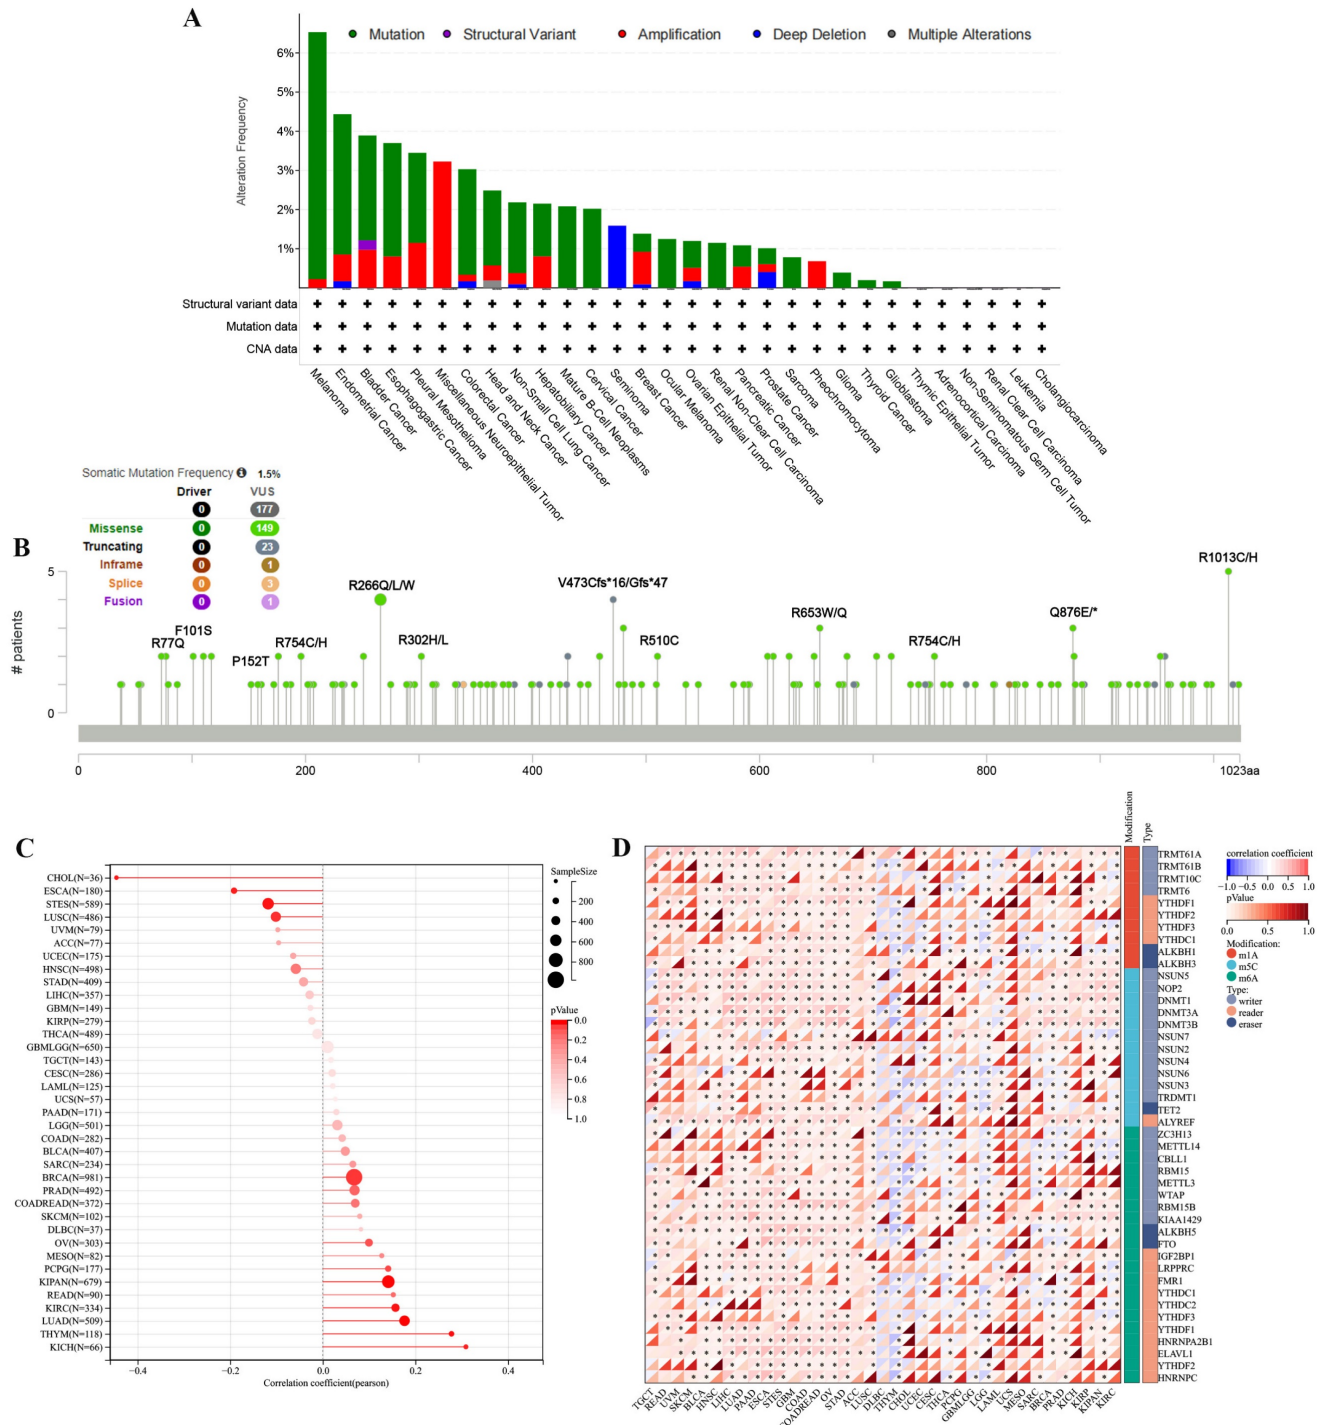 A
Mutation Structural Variant Amplification Deep Deletion Multiple Alterations
6%
5%
4%
3%
2%
1%
Alteration Frequency
Structural variant data
Mutation data
CNA data
Melanoma
Endometrial Cancer
Bladder Cancer
Esophagogastric Cancer
Pleural Mesothelioma
Miscellaneous Neuroepithelial Tumor
Colorectal Cancer
Head and Neck Cancer
Non-Small Cell Lung Cancer
Hepatobiliary Cancer
Mature B-Cell Neoplasms
Cervical Cancer
Seminoma
Breast Cancer
Ocular Melanoma
Ovarian Epithelial Tumor
Renal Non-Clear Cell Carcinoma
Pancreatic Cancer
Prostate Cancer
Sarcoma
Pheochromocytoma
Glioma
Thyroid Cancer
Glioblastoma
Thymic Epithelial Tumor
Adrenocortical Carcinoma
Non-Seminomatous Germ Cell Tumor
Renal Clear Cell Carcinoma
Leukemia
Cholangiocarcinoma
Somatic Mutation Frequency 1.5%
Driver VUS
0 177
Missense 0 149
Truncating 0 23
Inframe 0 1
Splice 0 3
Fusion 0 1
B
# patients
5
0
R77Q
F101S
P152T
R754C/H
R266Q/L/W
R302H/L
V473Cfs*16/Gfs*47
R510C
R653W/Q
R754C/H
Q876E/*
R1013C/H
0 200 400 600 800 1023aa
C
CHOL(N=36)
ESCA(N=180)
STES(N=589)
LUSC(N=486)
UVM(N=79)
ACC(N=77)
UCEC(N=175)
HNSC(N=498)
STAD(N=409)
LIHC(N=357)
GBM(N=149)
KIRP(N=279)
THCA(N=489)
GBMLGG(N=650)
TGCT(N=143)
CESC(N=286)
LAML(N=125)
UCS(N=57)
PAAD(N=171)
LGG(N=501)
COAD(N=282)
BLCA(N=407)
SARC(N=234)
BRCA(N=981)
PRAD(N=492)
COADREAD(N=372)
SKCM(N=102)
DLBC(N=37)
OV(N=303)
MESO(N=82)
PCPG(N=177)
KIPAN(N=679)
READ(N=90)
KIRC(N=334)
LUAD(N=509)
THYM(N=118)
KICH(N=66)
−0.4 −0.2 0.0 0.2 0.4
Correlation coefficient(pearson)
SampleSize
200
400
600
800
pValue
0.0
0.2
0.4
0.6
0.8
1.0
D
Modification
Type
TRMT61A
TRMT61B
TRMT10C
TRMT6
YTHDF1
YTHDF2
YTHDF3
YTHDC1
ALKBH1
ALKBH3
NSUN5
NOP2
DNMT1
DNMT3A
DNMT3B
NSUN7
NSUN2
NSUN4
NSUN6
NSUN3
TRDMT1
TET2
ALYREF
ZC3H13
METTL14
CBLL1
RBM15
METTL3
WTAP
RBM15B
KIAA1429
ALKBH5
FTO
IGF2BP1
LRPPRC
FMR1
YTHDC1
YTHDC2
YTHDF3
YTHDF1
HNRNPA2B1
ELAVL1
YTHDF2
HNRNPC
TGCT
READ
UVM
SKCM
BLCA
HNSC
LIHC
LUAD
PAAD
ESCA
STES
GBM
COAD
COADREAD
OV
STAD
ACC
LUSC
DLBC
THYM
CHOL
UCEC
CESC
THCA
PCPG
GBMLGG
LGG
LAML
UCS
MESO
SARC
BRCA
PRAD
KICH
KIRP
KIPAN
KIRC
correlation coefficient
−1.0 −0.5 0.0 0.5 1.0
pValue
0.0 0.5 1.0
Modification:
m1A
m5C
m6A
Type:
writer
reader
eraser